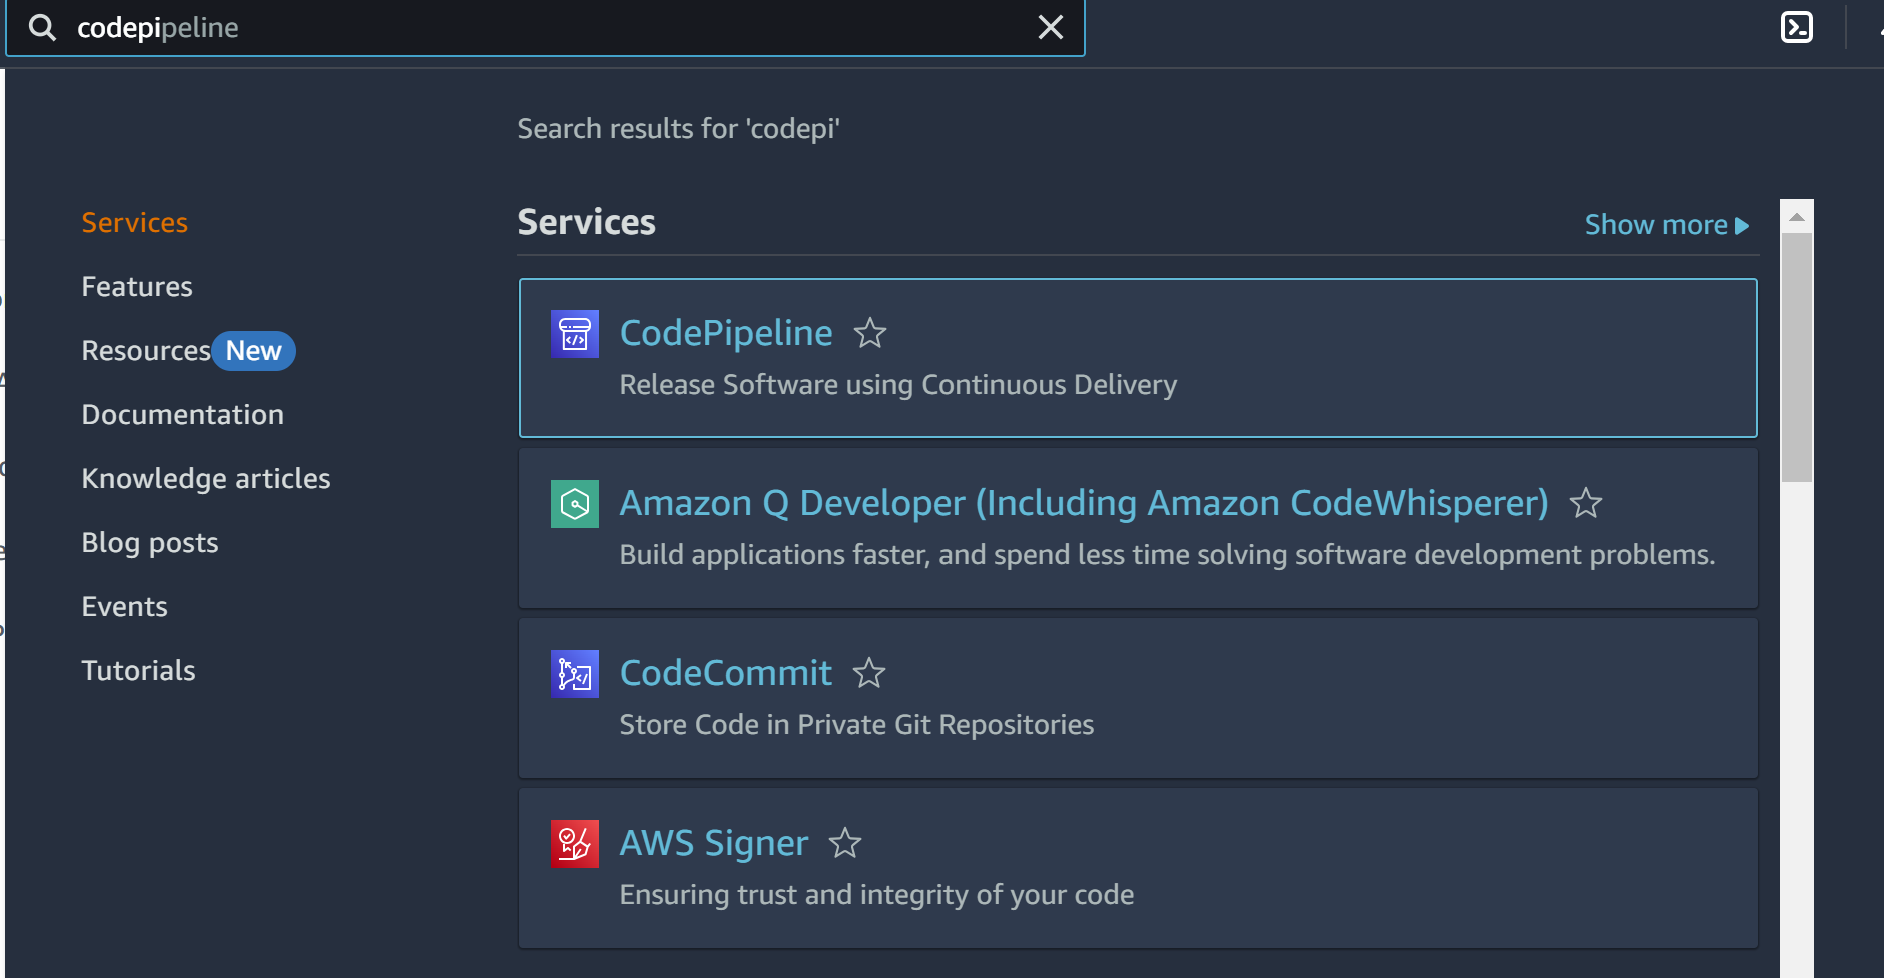 codepipeline
Search results for 'codepi'
Services
Features
Resources New
Documentation
Knowledge articles
Blog posts
Events
Tutorials
Services
Show more
CodePipeline
Release Software using Continuous Delivery
Amazon Q Developer (Including Amazon CodeWhisperer)
Build applications faster, and spend less time solving software development problems.
CodeCommit
Store Code in Private Git Repositories
AWS Signer
Ensuring trust and integrity of your code